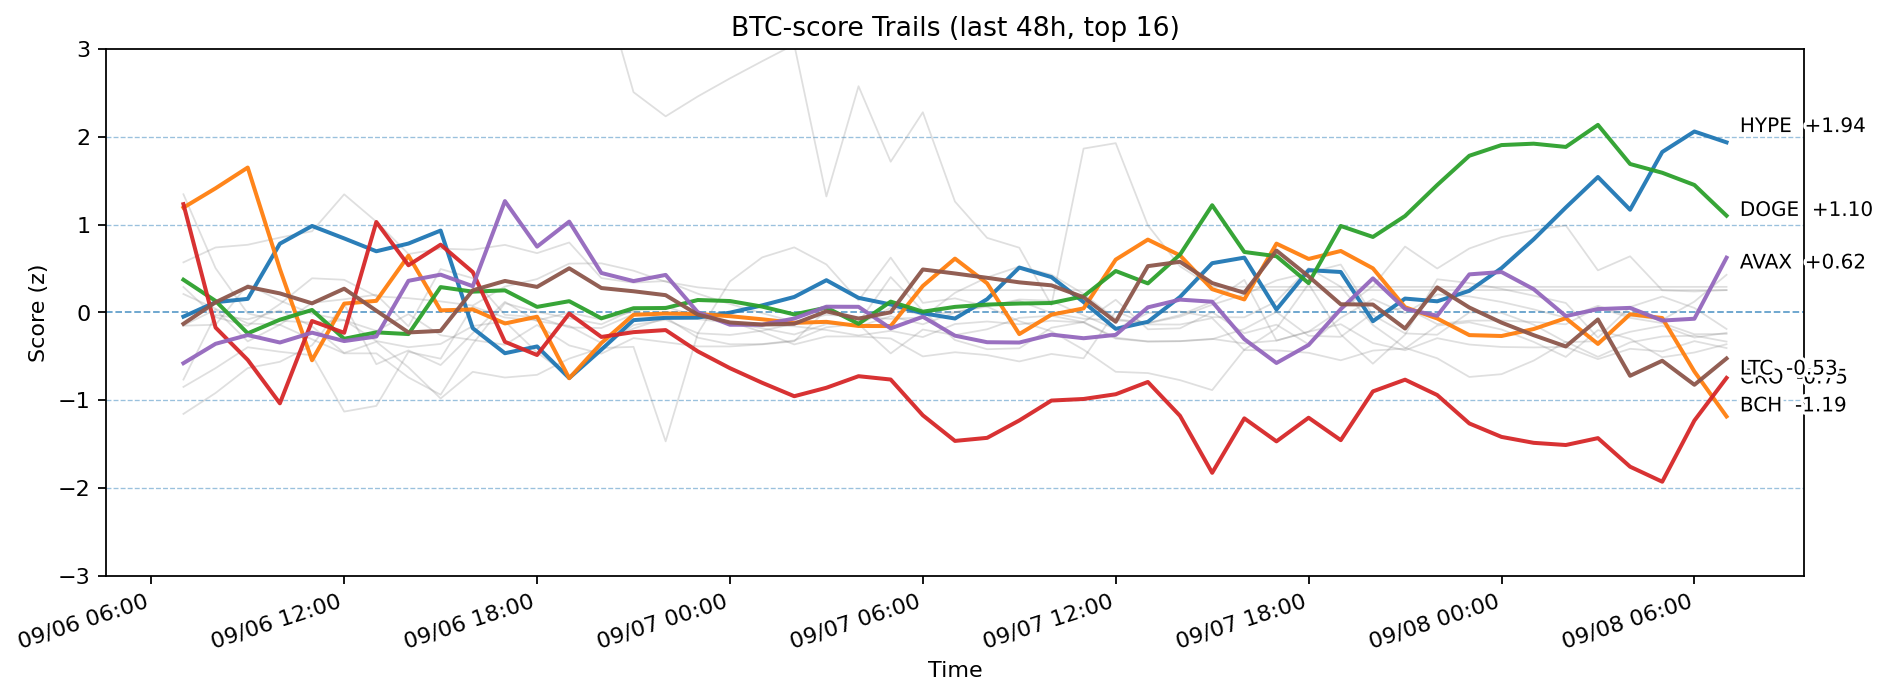 BTC-score Trails (last 48h, top 16)
Score (z)
3
2
1
0
−1
−2
−3
HYPE +1.94
DOGE +1.10
AVAX +0.62
LTC -0.53
CRO -0.75
BCH -1.19
09/06 06:00
09/06 12:00
09/06 18:00
09/07 00:00
09/07 06:00
09/07 12:00
09/07 18:00
09/08 00:00
09/08 06:00
Time